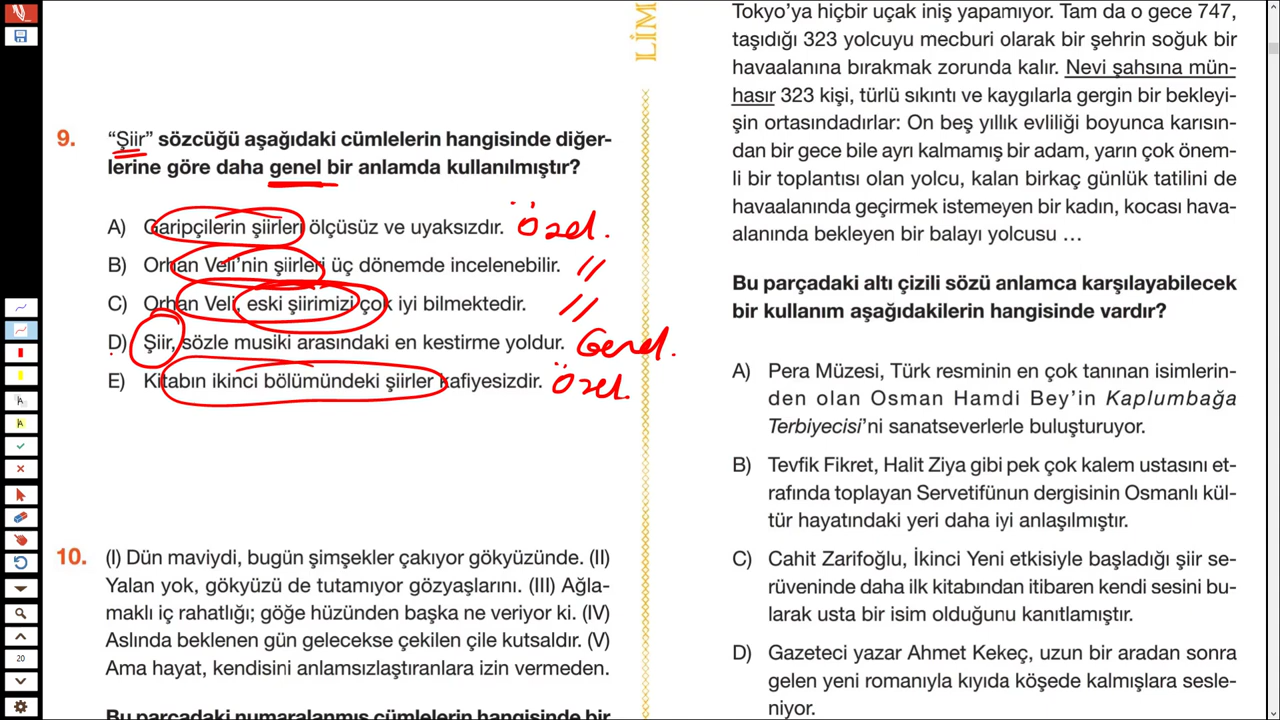 LİM
9. "Şiir" sözcüğü aşağıdaki cümlelerin hangisinde diğer-
lerine göre daha genel bir anlamda kullanılmıştır?
A) Garipçilerin şiirleri ölçüsüz ve uyaksızdır. Özel.
B) Orhan Veli'nin şiirleri üç dönemde incelenebilir. "
C) Orhan Veli, eski şiirimizi çok iyi bilmektedir. "
D) Şiir, sözle musiki arasındaki en kestirme yoldur. Genel.
E) Kitabın ikinci bölümündeki şiirler kafiyesizdir. Özel.
10. (I) Dün maviydi, bugün şimşekler çakıyor gökyüzünde. (II)
Yalan yok, gökyüzü de tutamıyor gözyaşlarını. (III) Ağla-
maklı iç rahatlığı; göğe hüzünden başka ne veriyor ki. (IV)
Aslında beklenen gün gelecekse çekilen çile kutsaldır. (V)
Ama hayat, kendisini anlamsızlaştıranlara izin vermeden.
Bu parçadaki numaralanmış cümlelerin hangisinde bir
Tokyo'ya hiçbir uçak iniş yapamıyor. Tam da o gece 747,
taşıdığı 323 yolcuyu mecburi olarak bir şehrin soğuk bir
havaalanına bırakmak zorunda kalır. Nevi şahsına mün-
hasır 323 kişi, türlü sıkıntı ve kaygılarla gergin bir bekleyi-
şin ortasındadırlar: On beş yıllık evliliği boyunca karısın-
dan bir gece bile ayrı kalmamış bir adam, yarın çok önem-
li bir toplantısı olan yolcu, kalan birkaç günlük tatilini de
havaalanında geçirmek istemeyen bir kadın, kocası hava-
alanında bekleyen bir balayı yolcusu ...
Bu parçadaki altı çizili sözü anlamca karşılayabilecek
bir kullanım aşağıdakilerin hangisinde vardır?
A) Pera Müzesi, Türk resminin en çok tanınan isimlerin-
den olan Osman Hamdi Bey'in Kaplumbağa
Terbiyecisi'ni sanatseverlerle buluşturuyor.
B) Tevfik Fikret, Halit Ziya gibi pek çok kalem ustasını et-
rafında toplayan Servetifünun dergisinin Osmanlı kül-
tür hayatındaki yeri daha iyi anlaşılmıştır.
C) Cahit Zarifoğlu, İkinci Yeni etkisiyle başladığı şiir se-
rüveninde daha ilk kitabından itibaren kendi sesini bu-
larak usta bir isim olduğunu kanıtlamıştır.
D) Gazeteci yazar Ahmet Kekeç, uzun bir aradan sonra
gelen yeni romanıyla kıyıda köşede kalmışlara sesle-
niyor.
A
A
20